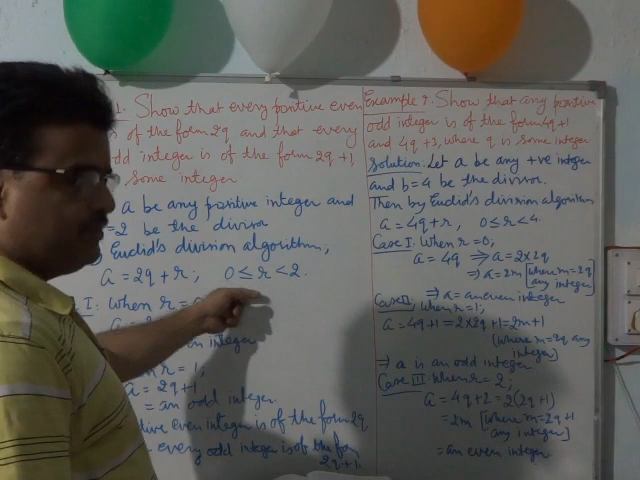 1. Show that every positive even
is of the form 2q and that every
odd integer is of the form 2q+1,
some integer
a be any positive integer and
=2 be the divisor
Euclid's division algorithm,
a = 2q + r ; 0 ≤ r < 2.
I: When r = 0
integer
r = 1;
a = 2q+1
= an odd integer.
tive even integer is of the form 2q
every odd integer is of the form
2q+1.
Example 2. Show that any positive
odd integer is of the form 4q+1
and 4q+3, where q is some integer
Solution. Let a be any +ve integer
and b=4 be the divisor.
Then by Euclid's division algorithm
a = 4q+r, 0≤r<4.
Case I. When r=0;
a = 4q ⇒ a = 2×2q
⇒ a = 2m [where m=2q
any integer]
⇒ a = an even integer
Case II: When r=1;
a = 4q+1 = 2×2q+1 = 2m+1
(where m=2q, any
integer)
⇒ a is an odd integer
Case III: When r = 2;
a = 4q+2 = 2(2q+1)
= 2m [where m=2q+1
any integer]
= an even integer